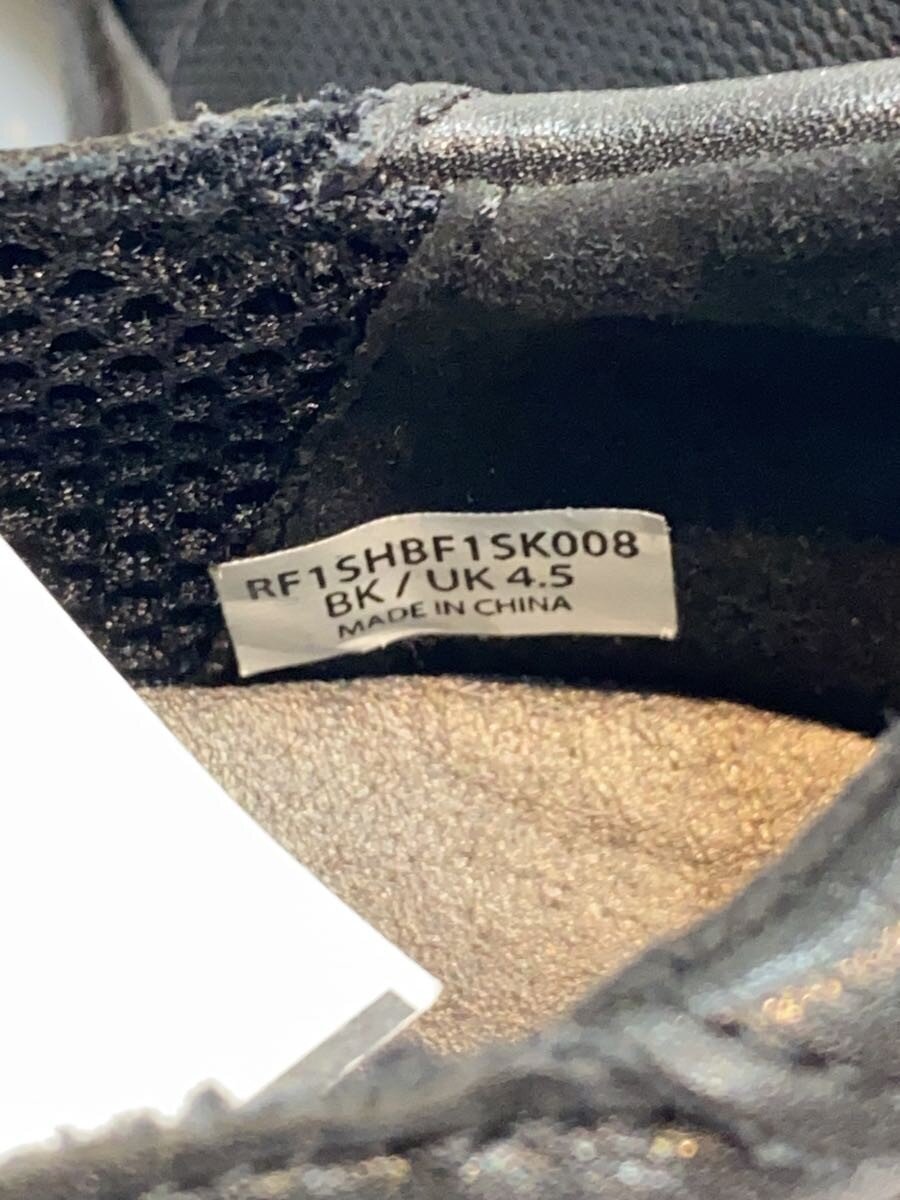 RF1SHBF1SK008
BK / UK 4.5
MADE IN CHINA